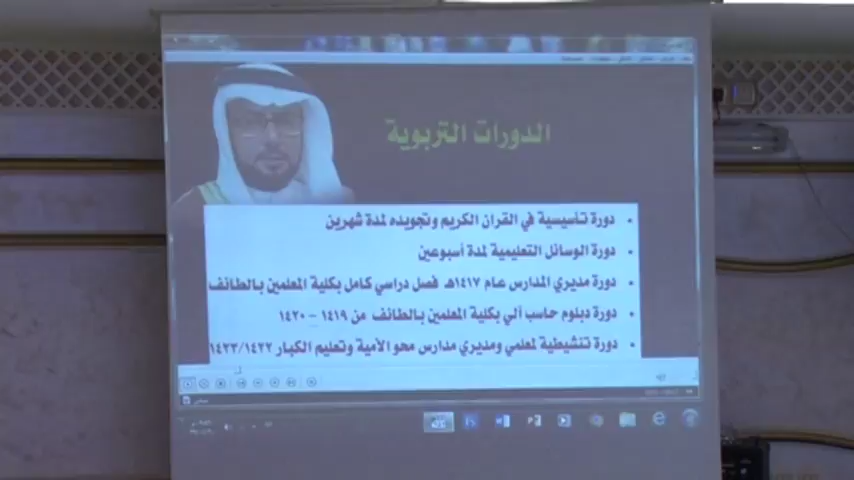 الدورات التربوية
• دورة تأسيسية في القران الكريم وتجويده لمدة شهرين
• دورة الوسائل التعليمية لمدة أسبوعين
• دورة مديري المدارس عام ١٤١٧هـ فصل دراسي كامل بكلية المعلمين بالطائف
• دورة دبلوم حاسب آلي بكلية المعلمين بالطائف من ١٤١٩ - ١٤٢٠
• دورة تنشيطية لمعلمي ومديري مدارس محو الأمية وتعليم الكبار ١٤٢٣/١٤٢٢